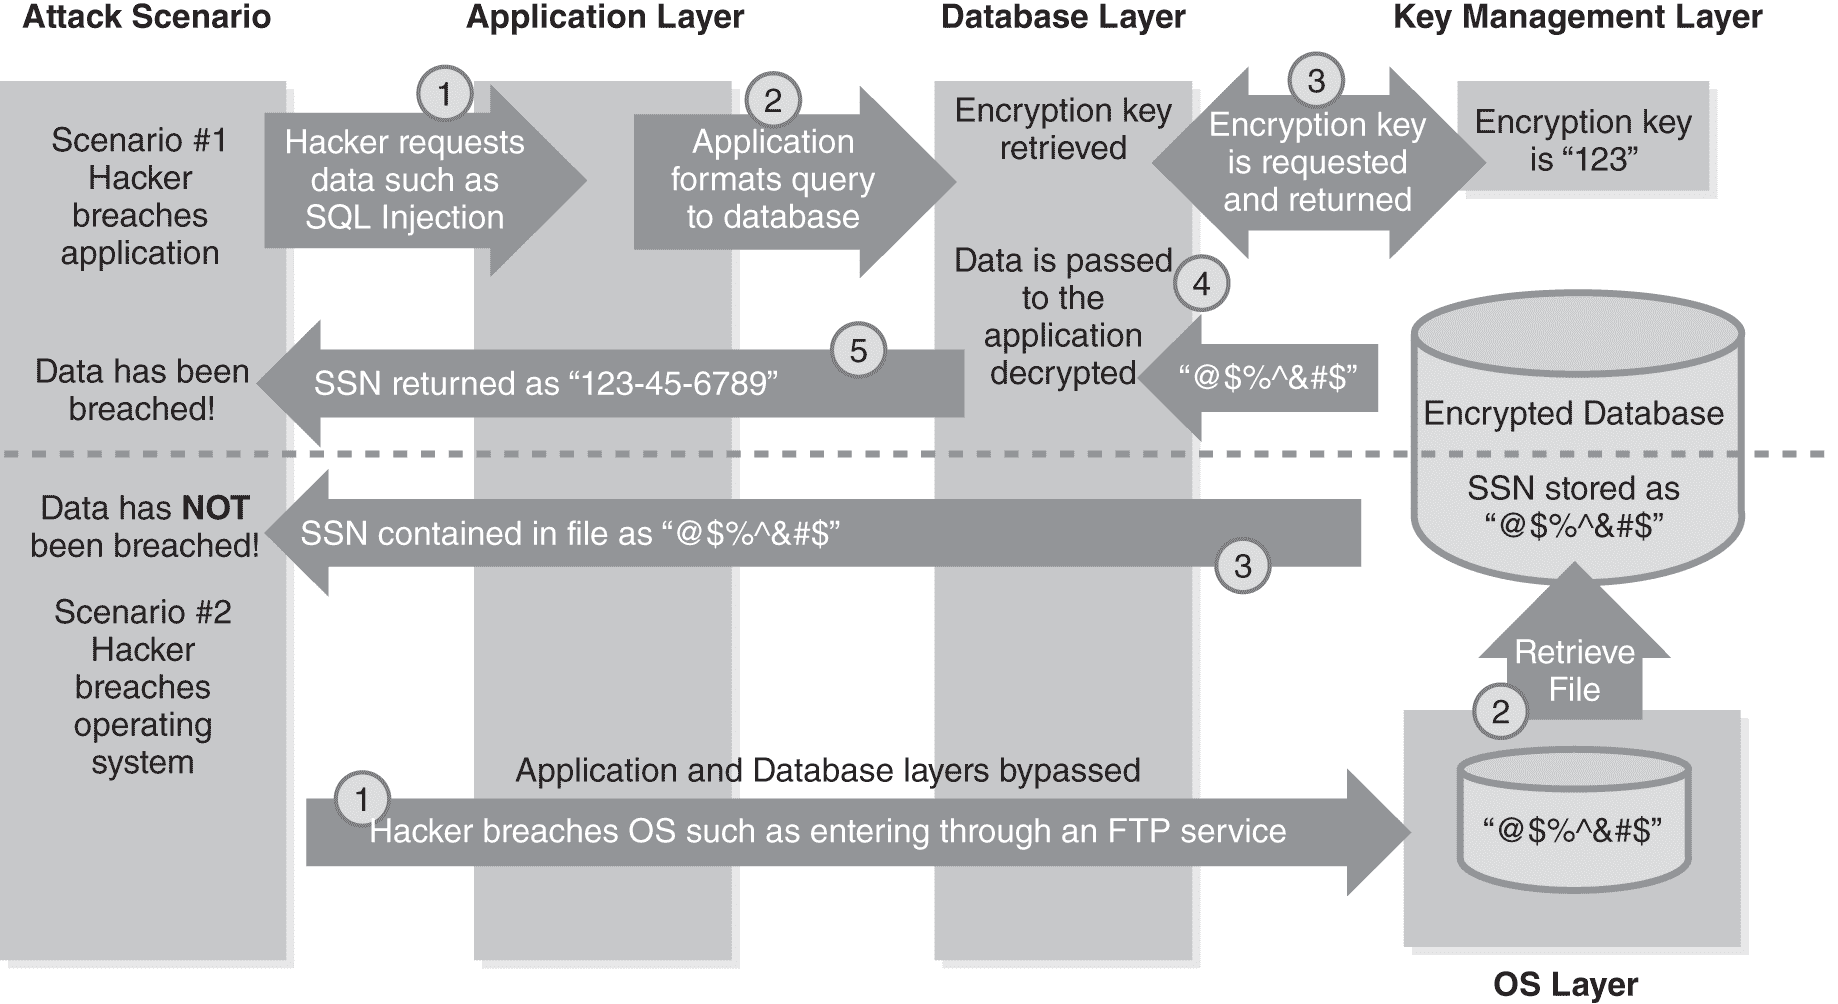 Attack Scenario
Application Layer
Database Layer
Key Management Layer
Scenario #1
Hacker
breaches
application
1
Hacker requests
data such as
SQL Injection
2
Application
formats query
to database
Encryption key
retrieved
3
Encryption key
is requested
and returned
Encryption key
is “123”
Data is passed
to the
application
decrypted
4
“@$%^&#$”
5
SSN returned as “123-45-6789”
Data has been
breached!
Encrypted Database
SSN stored as
“@$%^&#$”
Data has NOT
been breached!
SSN contained in file as “@$%^&#$”
3
Scenario #2
Hacker
breaches
operating
system
Retrieve
File
2
Application and Database layers bypassed
1
Hacker breaches OS such as entering through an FTP service
“@$%^&#$”
OS Layer